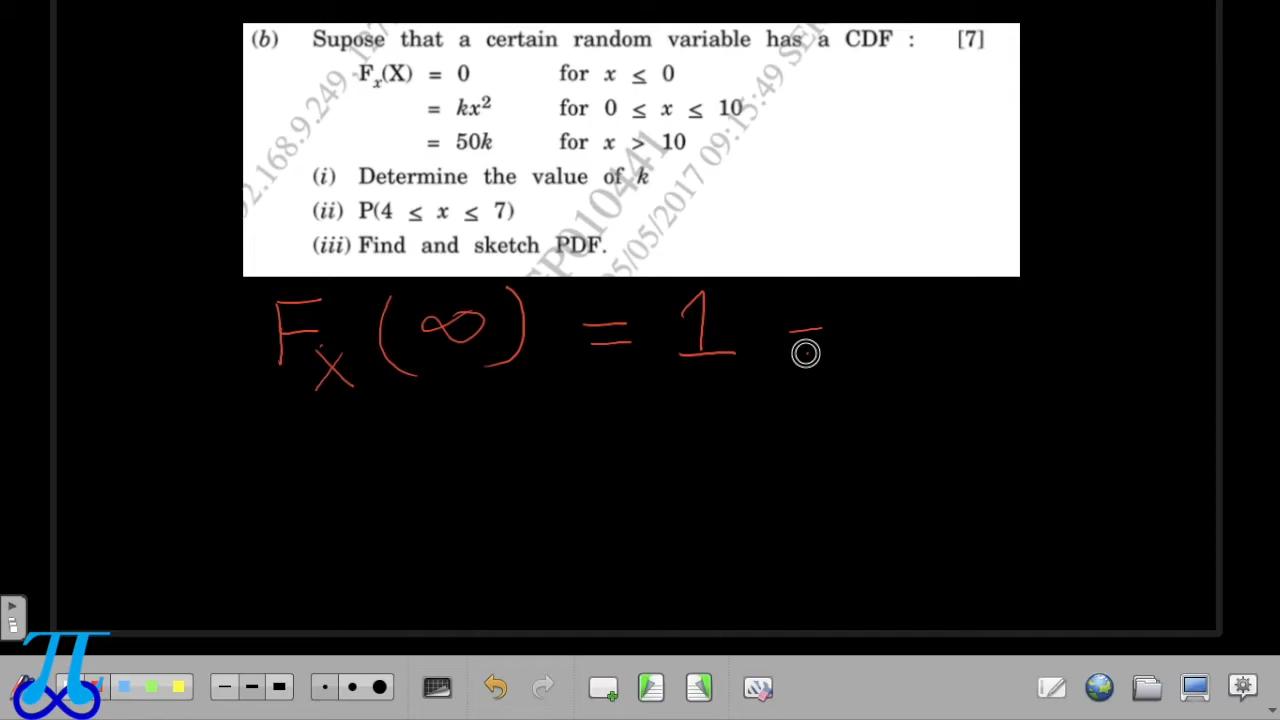 (b) Supose that a certain random variable has a CDF : [7]
Fx(X) = 0 for x ≤ 0
= kx² for 0 ≤ x ≤ 10
= 50k for x > 10
(i) Determine the value of k
(ii) P(4 ≤ x ≤ 7)
(iii) Find and sketch PDF.
F_X (∞) = 1 =